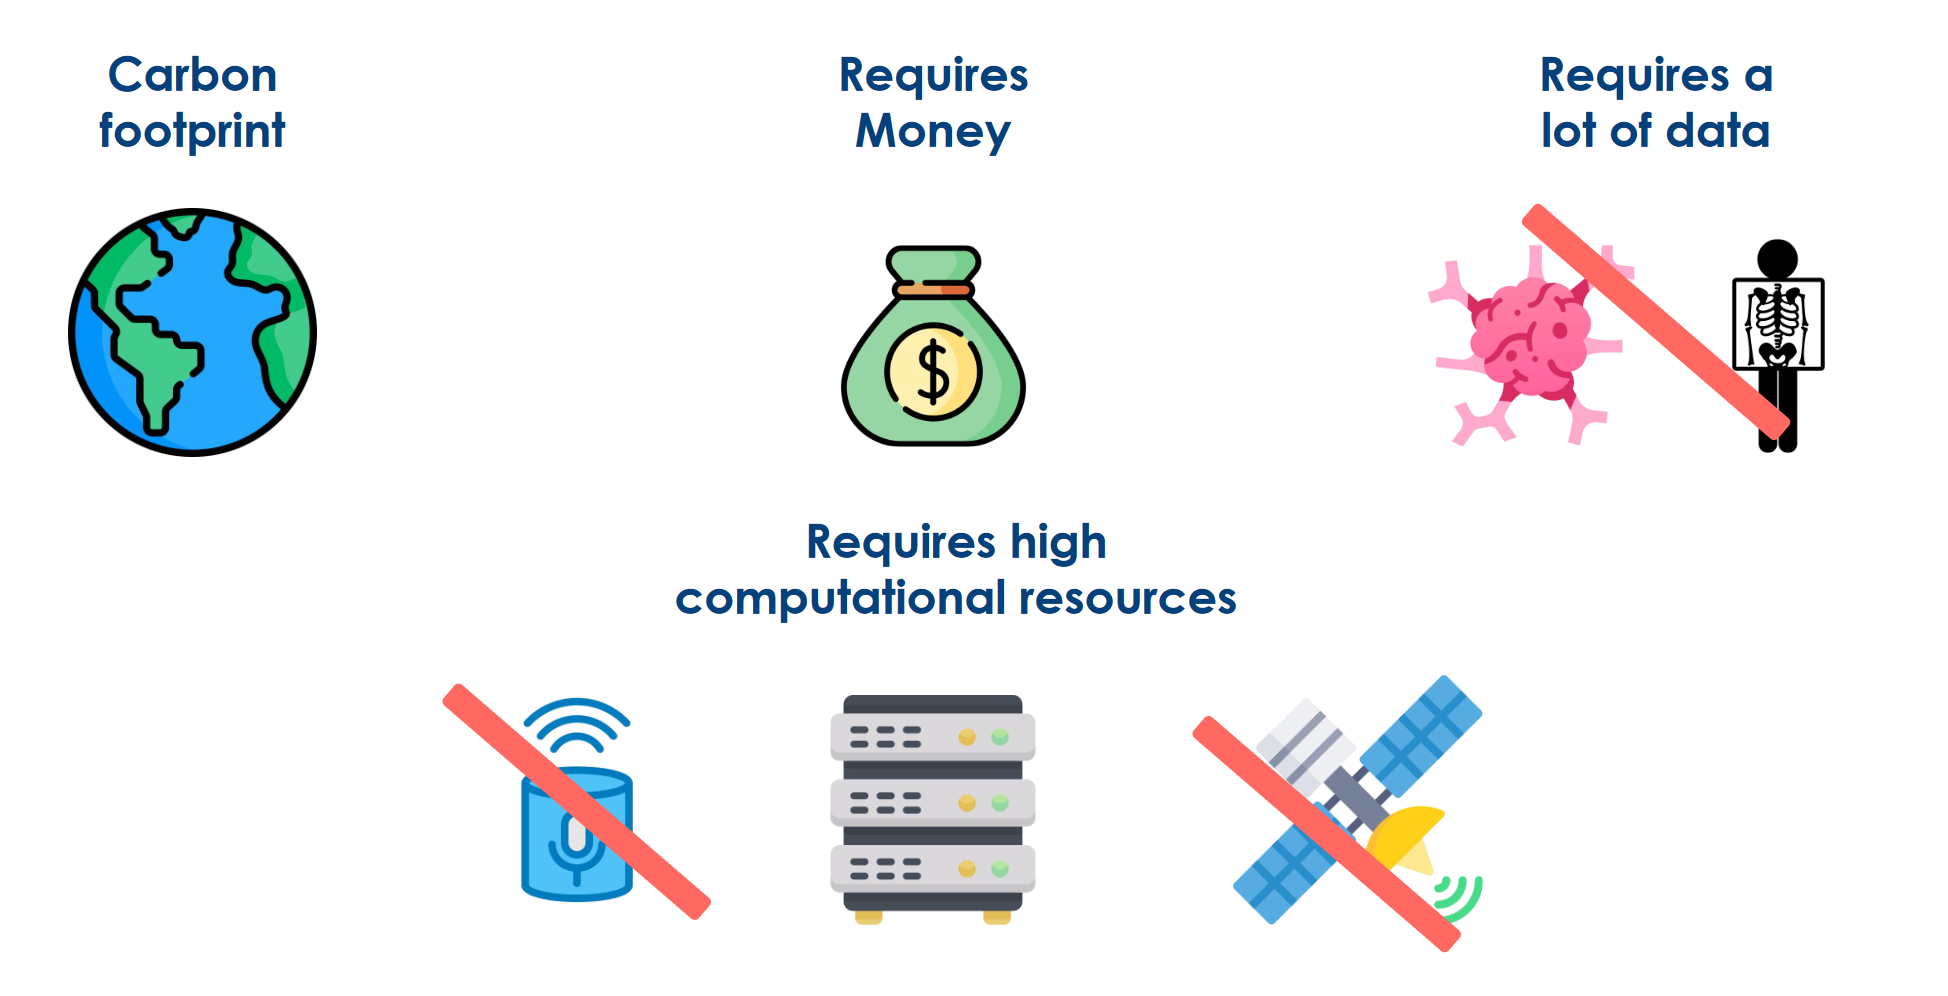 Carbon
footprint
Requires
Money
Requires a
lot of data
$
Requires high
computational resources